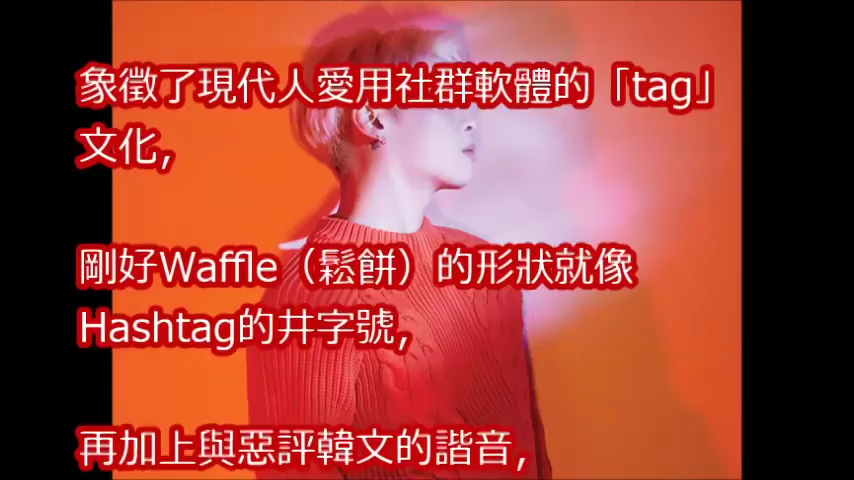 象徵了現代人愛用社群軟體的「tag」
文化,
剛好Waffle（鬆餅）的形狀就像
Hashtag的井字號,
再加上與惡評韓文的諧音,